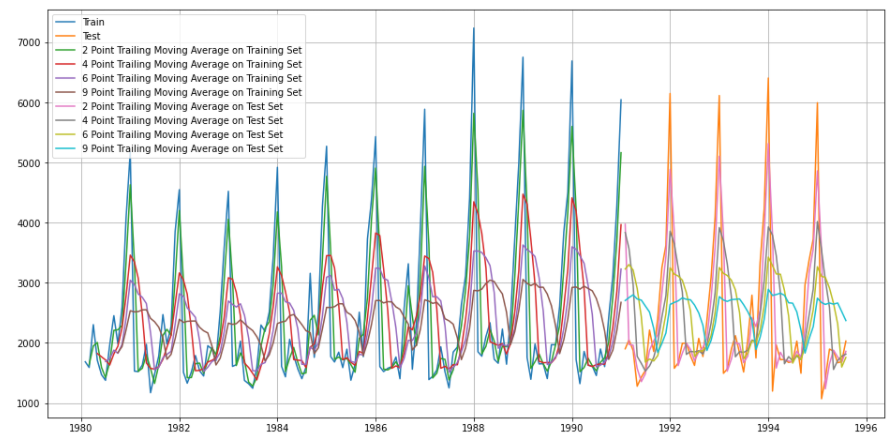 Train
Test
2 Point Trailing Moving Average on Training Set
4 Point Trailing Moving Average on Training Set
6 Point Trailing Moving Average on Training Set
9 Point Trailing Moving Average on Training Set
2 Point Trailing Moving Average on Test Set
4 Point Trailing Moving Average on Test Set
6 Point Trailing Moving Average on Test Set
9 Point Trailing Moving Average on Test Set
7000
6000
5000
4000
3000
2000
1000
1980 1982 1984 1986 1988 1990 1992 1994 1996